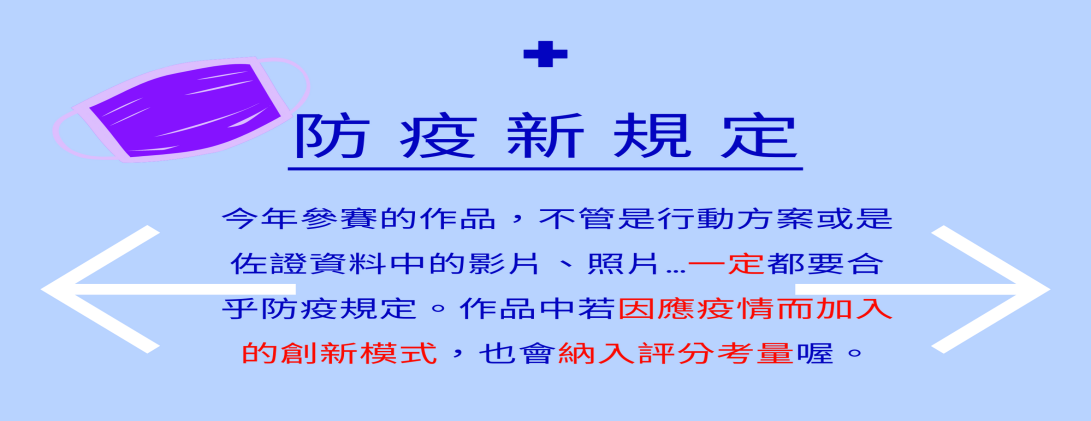 防疫新規定
今年參賽的作品，不管是行動方案或是
佐證資料中的影片、照片...一定都要合
乎防疫規定。作品中若因應疫情而加入
的創新模式，也會納入評分考量喔。